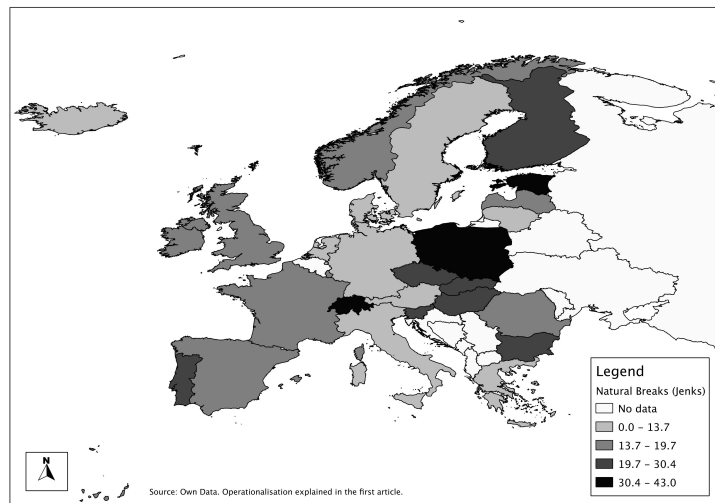 Legend
Natural Breaks (Jenks)
No data
0.0 – 13.7
13.7 – 19.7
19.7 – 30.4
30.4 – 43.0
N
Source: Own Data. Operationalisation explained in the first article.